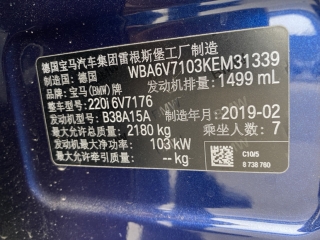 德国宝马汽车集团雷根斯堡工厂制造
制造国：德国 WBA6V7103KEM31339
品牌：宝马(BMW)牌 发动机排量：1499 mL
整车型号：220i 6V7176
发动机型号：B38A15A 制造年月：2019-02
最大允许总质量：2180 kg 乘坐人数：7
发动机最大净功率：103 kW
最大允许牵引质量：-- kg
C10/5
8 738 760